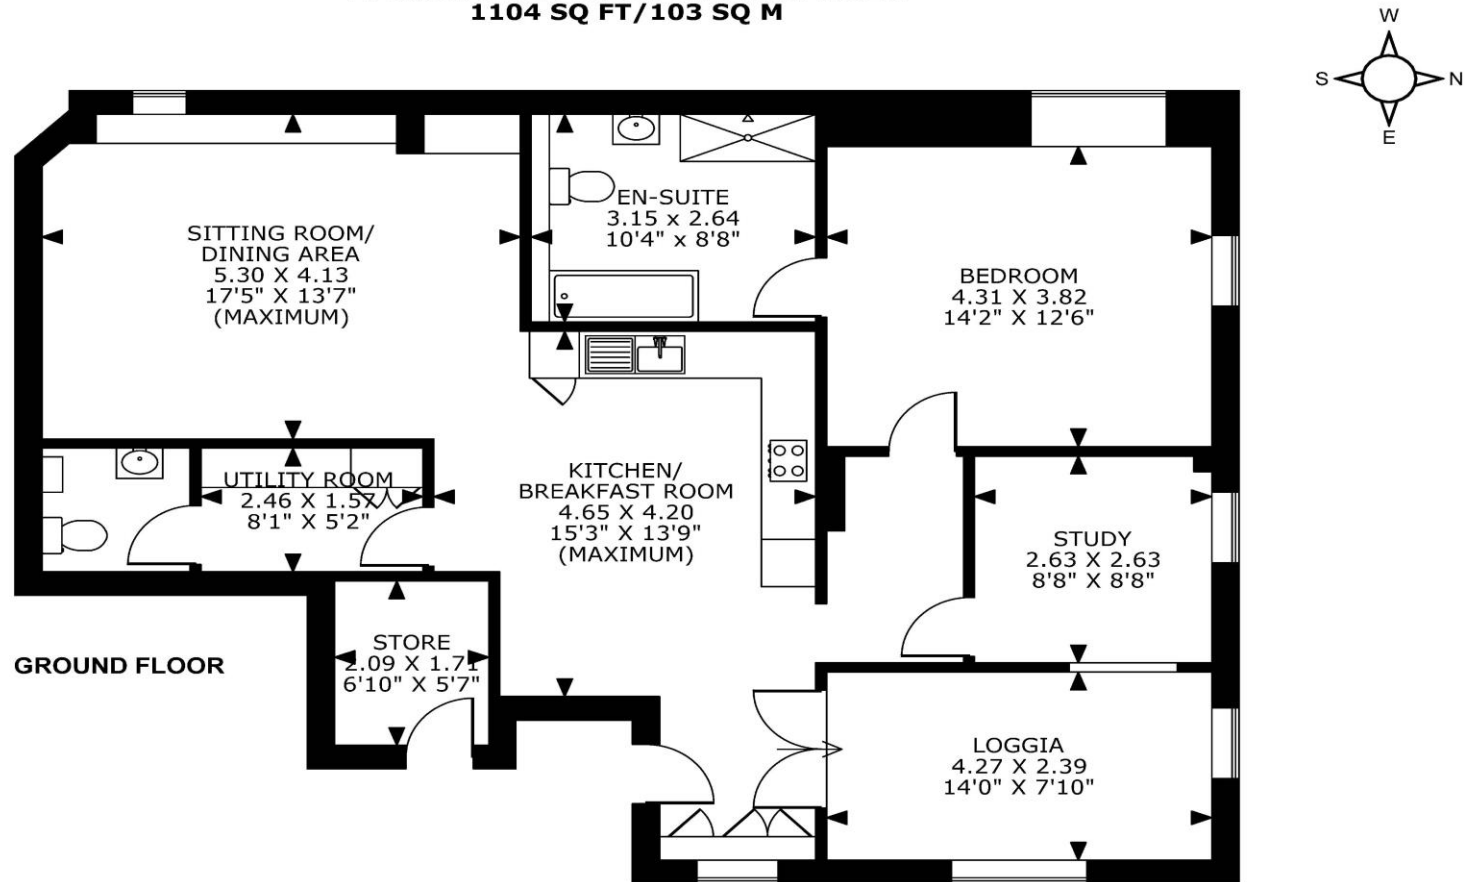 1104 SQ FT/103 SQ M
W
S
N
E
SITTING ROOM/
DINING AREA
5.30 X 4.13
17'5" X 13'7"
(MAXIMUM)
EN-SUITE
3.15 x 2.64
10'4" x 8'8"
BEDROOM
4.31 X 3.82
14'2" X 12'6"
UTILITY ROOM
2.46 X 1.57
8'1" X 5'2"
KITCHEN/
BREAKFAST ROOM
4.65 X 4.20
15'3" X 13'9"
(MAXIMUM)
STUDY
2.63 X 2.63
8'8" X 8'8"
STORE
2.09 X 1.71
6'10" X 5'7"
GROUND FLOOR
LOGGIA
4.27 X 2.39
14'0" X 7'10"